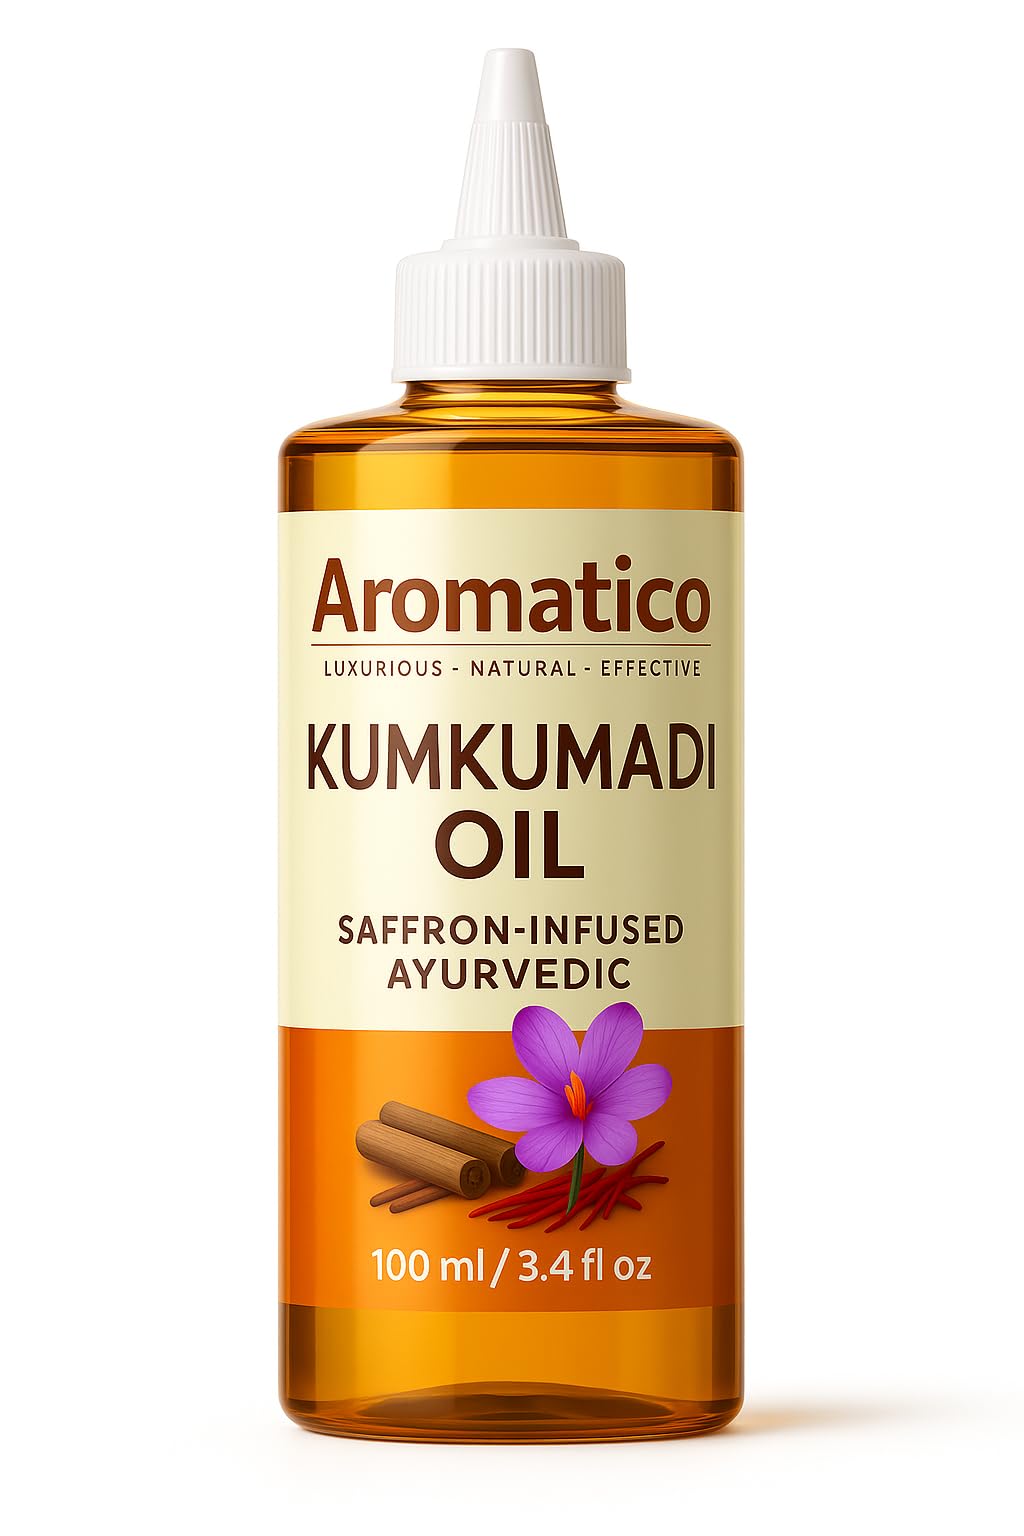 Aromatico
LUXURIOUS - NATURAL - EFFECTIVE
KUMKUMADI
OIL
SAFFRON-INFUSED
AYURVEDIC
100 ml / 3.4 fl oz